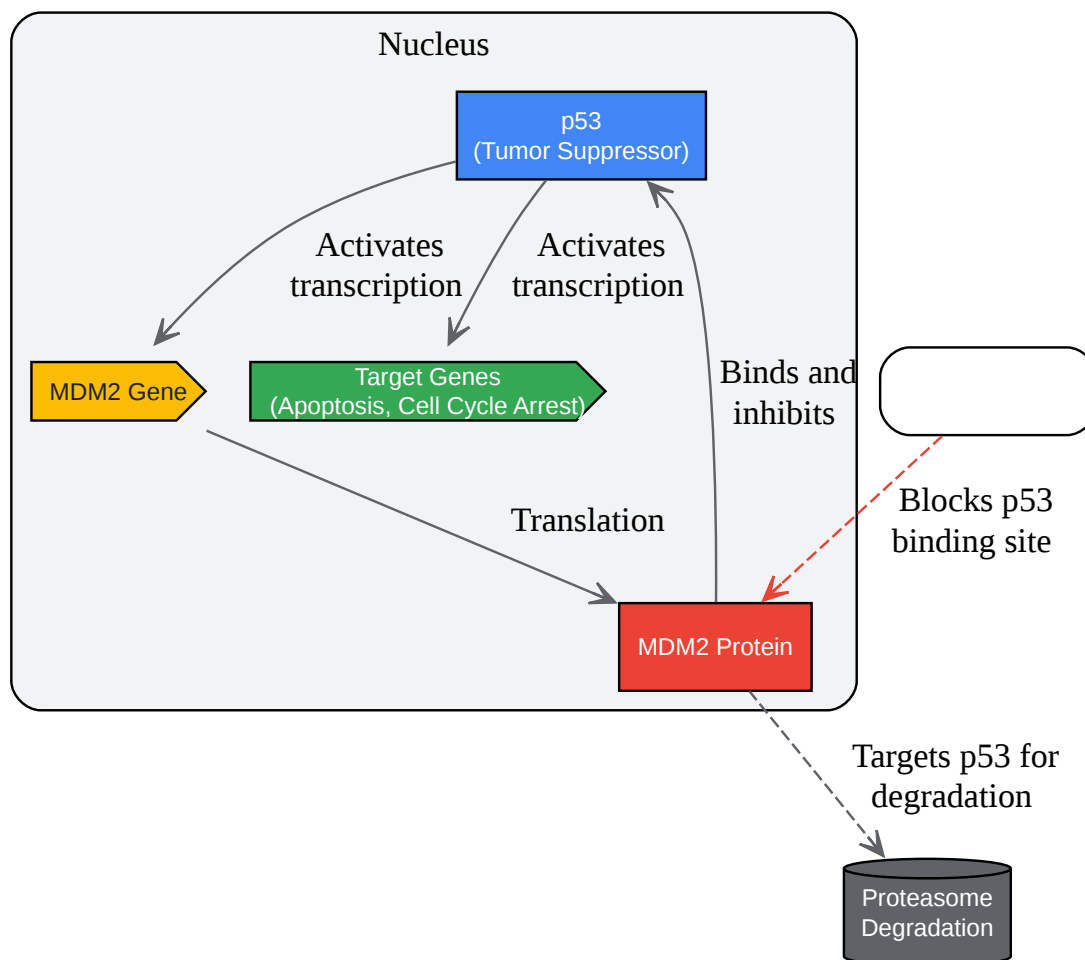 Nucleus
p53
(Tumor Suppressor)
Activates
transcription
Activates
transcription
MDM2 Gene
Target Genes
(Apoptosis, Cell Cycle Arrest)
Binds and
inhibits
Translation
Blocks p53
binding site
MDM2 Protein
Targets p53 for
degradation
Proteasome
Degradation